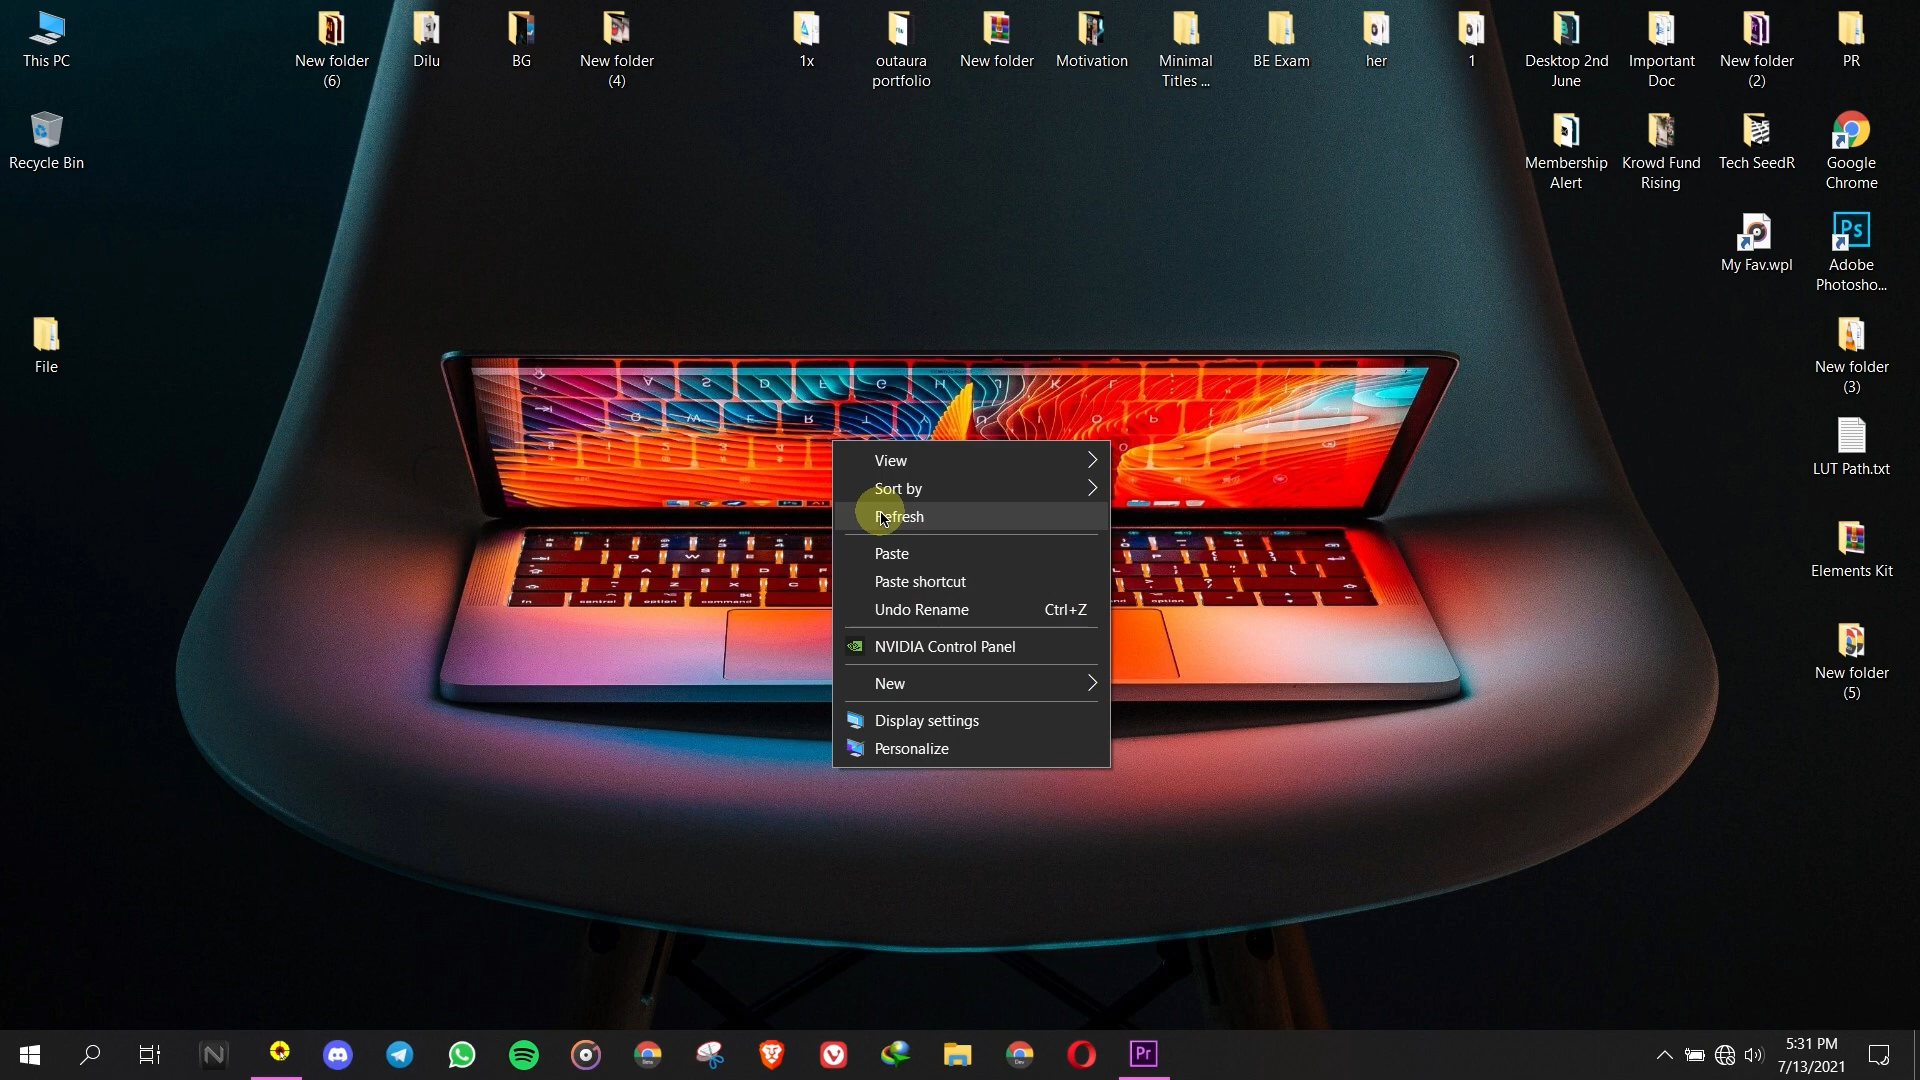 This PC
New folder
(6)
Dilu
BG
New folder
(4)
1x
outaura
portfolio
New folder
Motivation
Minimal
Titles ...
BE Exam
her
1
Desktop 2nd
June
Important
Doc
New folder
(2)
PR
Recycle Bin
Membership
Alert
Krowd Fund
Rising
Tech SeedR
Google
Chrome
My Fav.wpl
Ps
Adobe
Photosho...
File
New folder
(3)
LUT Path.txt
Elements Kit
New folder
(5)
View
Sort by
Refresh
Paste
Paste shortcut
Undo Rename Ctrl+Z
NVIDIA Control Panel
New
Display settings
Personalize
Pr
5:31 PM
7/13/2021